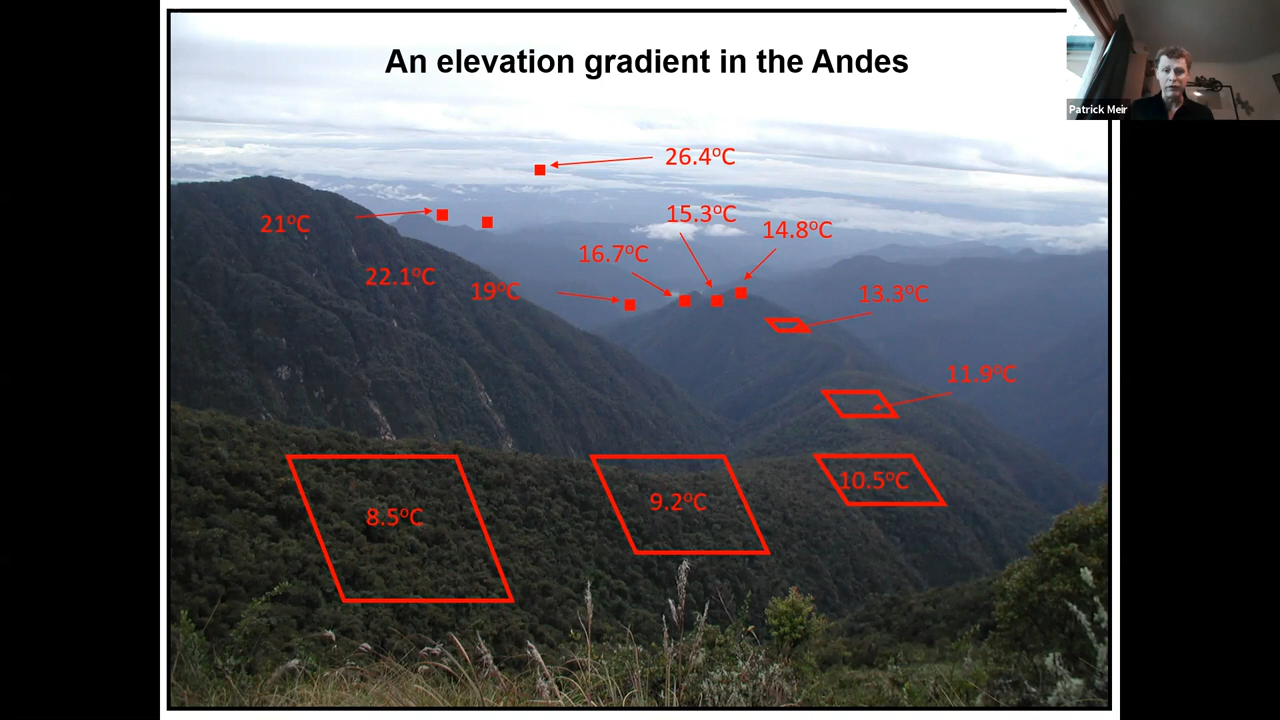 An elevation gradient in the Andes
Patrick Meir
26.4ºC
21ºC
15.3ºC
14.8ºC
16.7ºC
22.1ºC
19ºC
13.3ºC
11.9ºC
10.5ºC
9.2ºC
8.5ºC